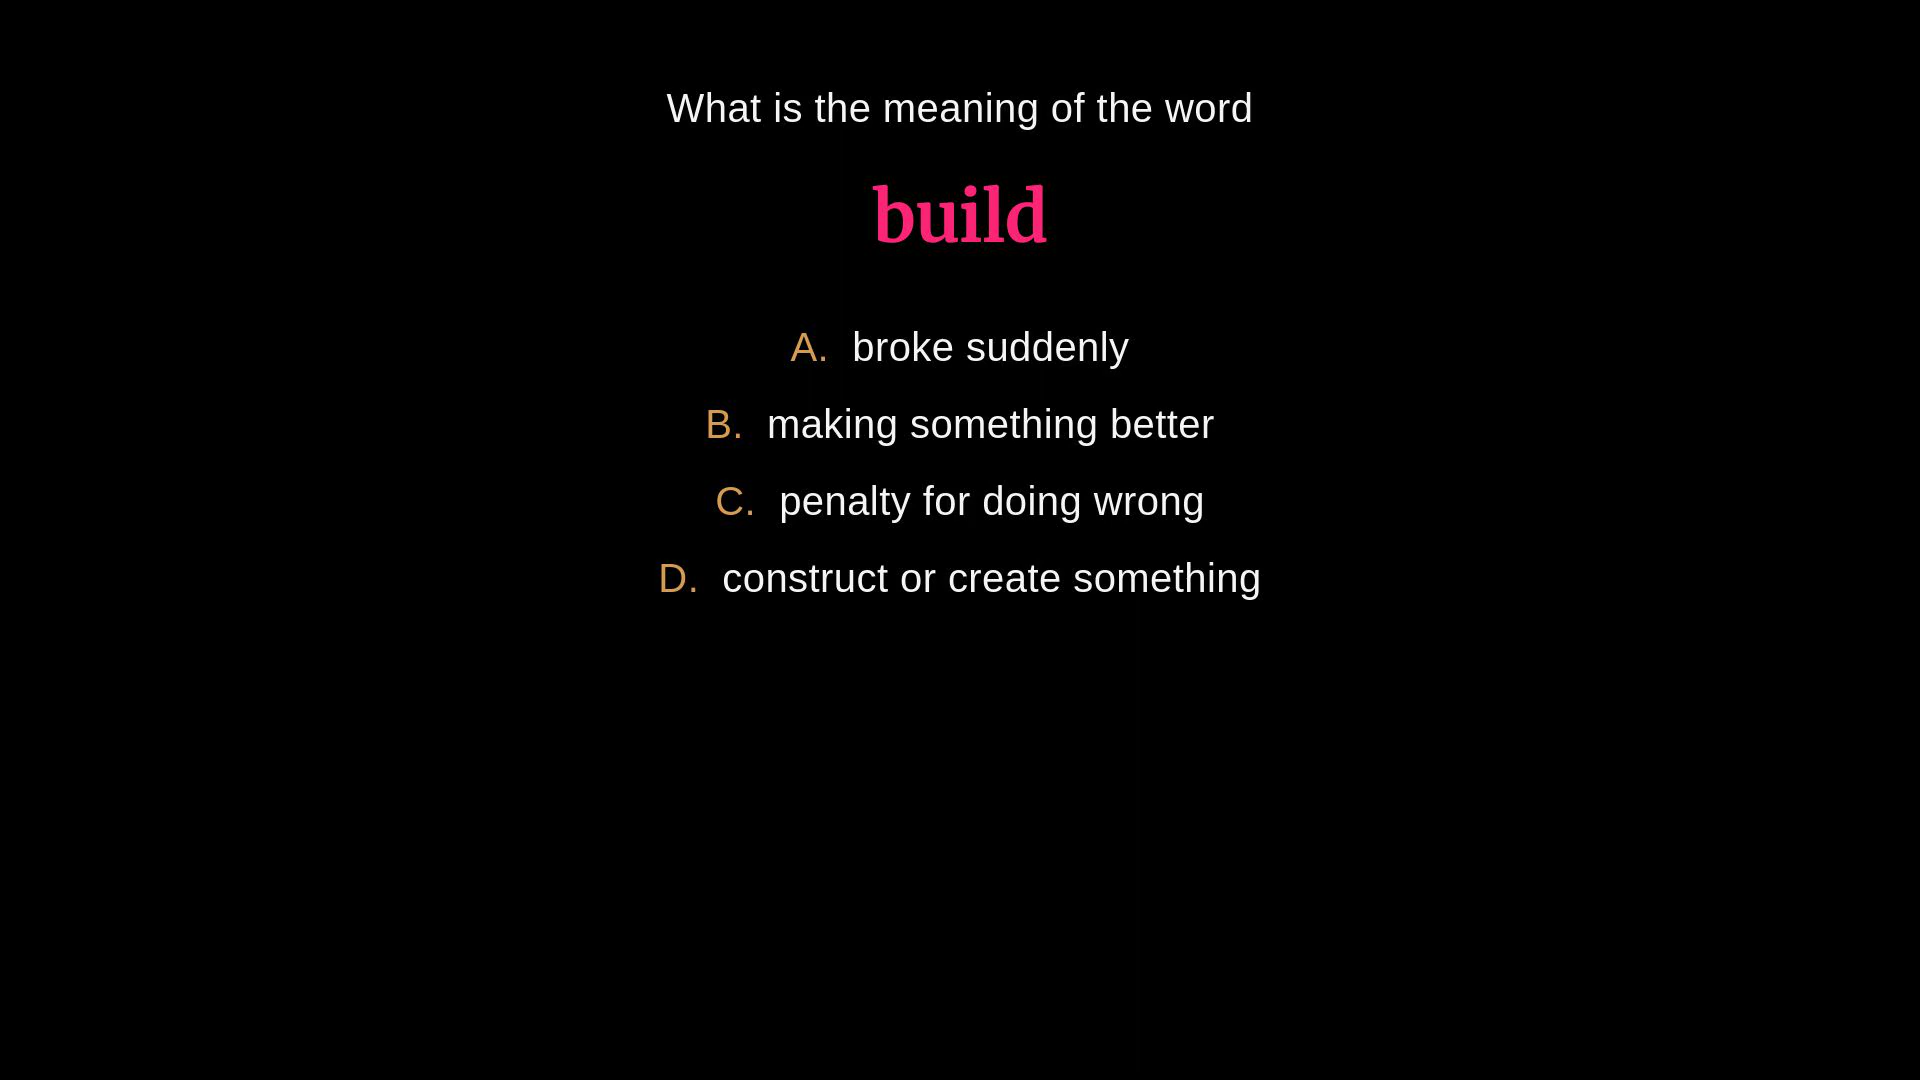 What is the meaning of the word
build
A. broke suddenly
B. making something better
C. penalty for doing wrong
D. construct or create something